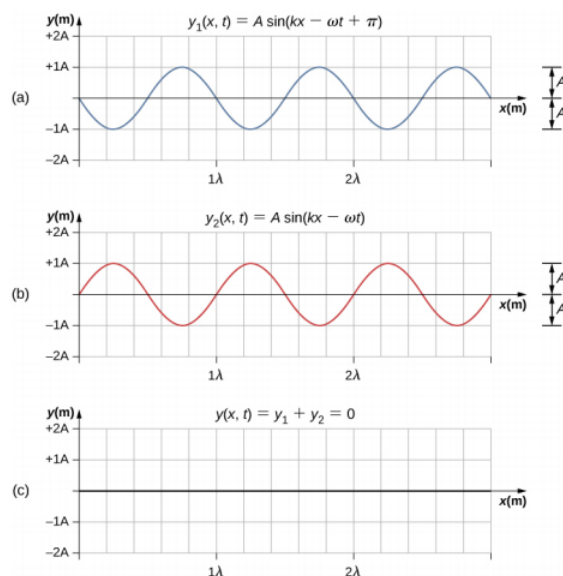 y(m)
y₁(x, t) = A sin(kx − ωt + π)
+2A
+1A
(a)
−1A
−2A
x(m)
A
A
1λ
2λ
y(m)
y₂(x, t) = A sin(kx − ωt)
+2A
+1A
(b)
−1A
−2A
x(m)
A
A
1λ
2λ
y(m)
y(x, t) = y₁ + y₂ = 0
+2A
+1A
(c)
−1A
−2A
x(m)
1λ
2λ